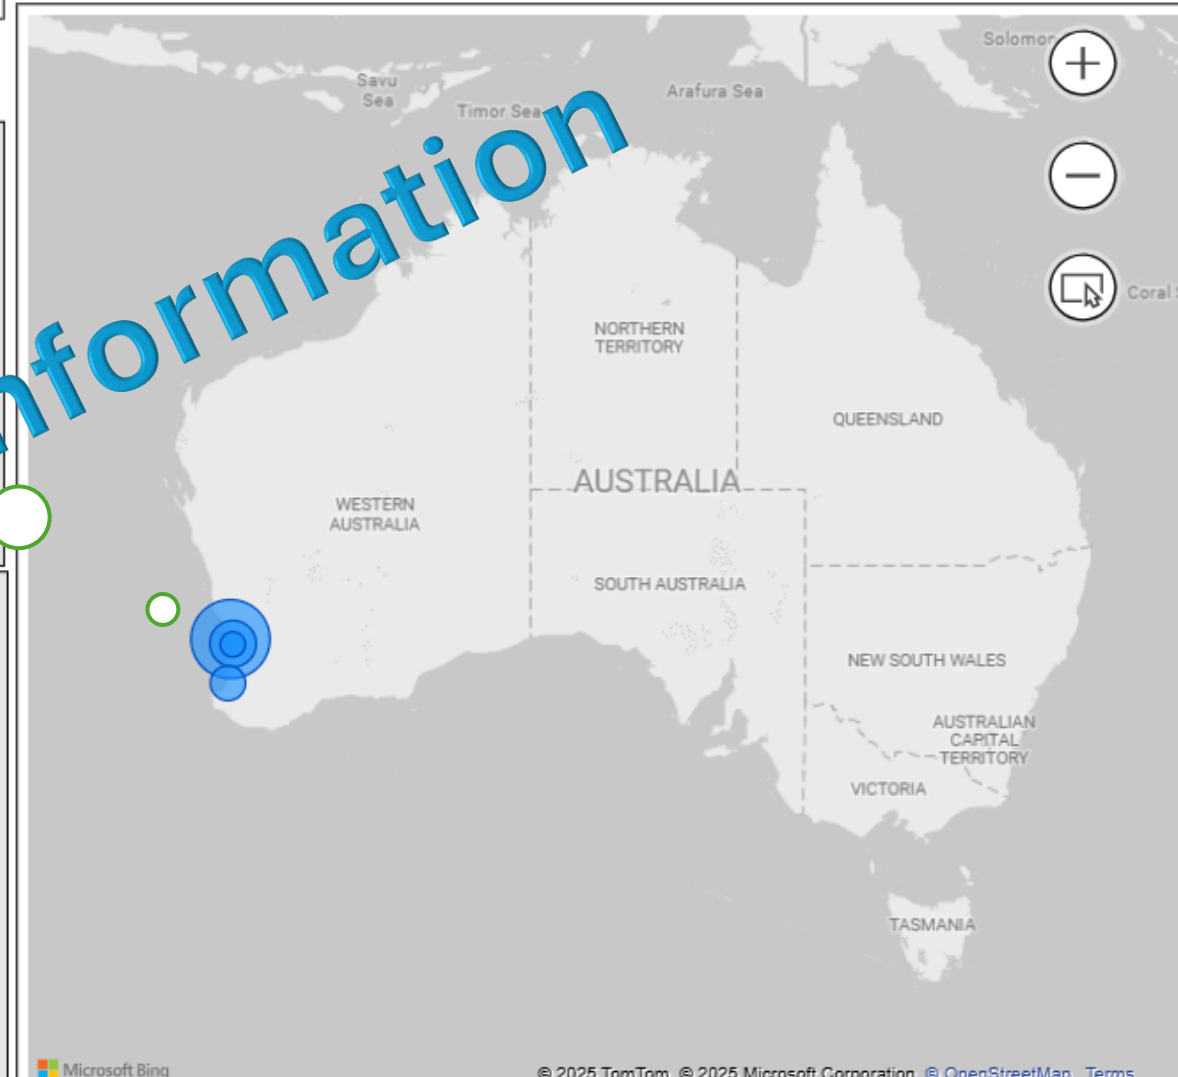 Solomon
Savu
Sea
Arafura Sea
Timor Sea
nformation
Coral
NORTHERN
TERRITORY
QUEENSLAND
AUSTRALIA
WESTERN
AUSTRALIA
SOUTH AUSTRALIA
NEW SOUTH WALES
AUSTRALIAN
CAPITAL
TERRITORY
VICTORIA
TASMANIA
Microsoft Bing
© 2025 TomTom, © 2025 Microsoft Corporation, © OpenStreetMap, Terms